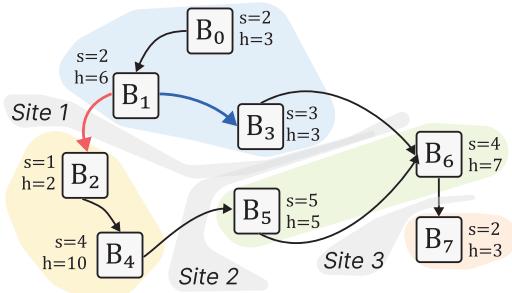 B0
s=2
h=3
s=2
h=6
B1
s=3
h=3
B3
Site 1
s=1
h=2
B2
s=4
h=7
B6
s=5
h=5
B5
s=4
h=10
B4
s=2
h=3
B7
Site 2
Site 3